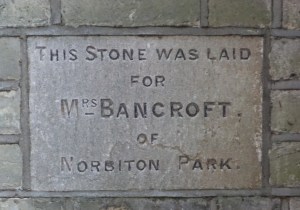 THIS STONE WAS LAID
FOR
MRS BANCROFT.
OF
NORBITON PARK.